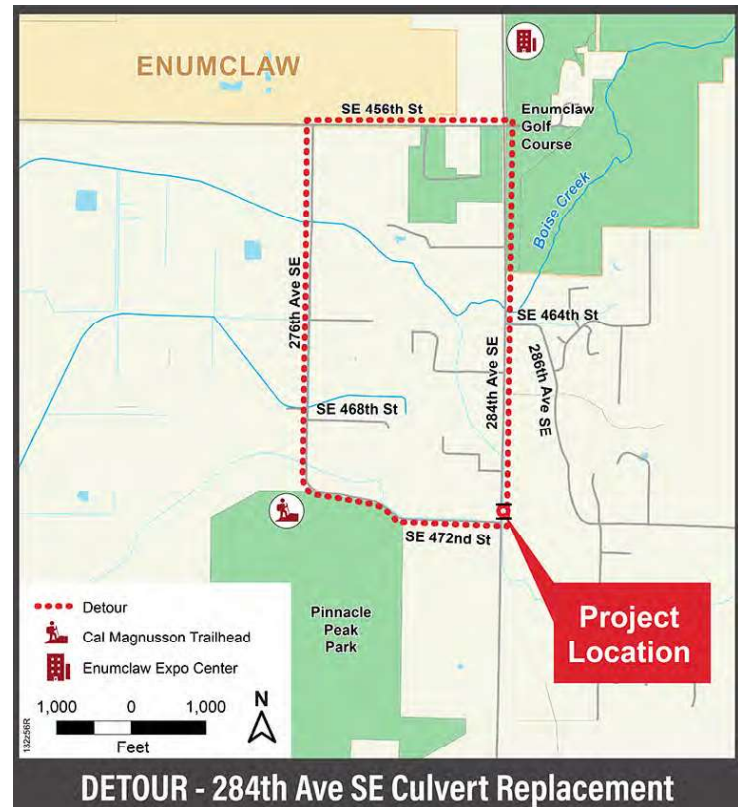 ENUMCLAW
SE 456th St
Enumclaw
Golf
Course
Boise Creek
276th Ave SE
SE 464th St
284th Ave SE
286th Ave SE
SE 468th St
SE 472nd St
Pinnacle
Peak
Park
Project
Location
Detour
Cal Magnusson Trailhead
Enumclaw Expo Center
1,000 0 1,000
Feet
N
132z56R
DETOUR - 284th Ave SE Culvert Replacement